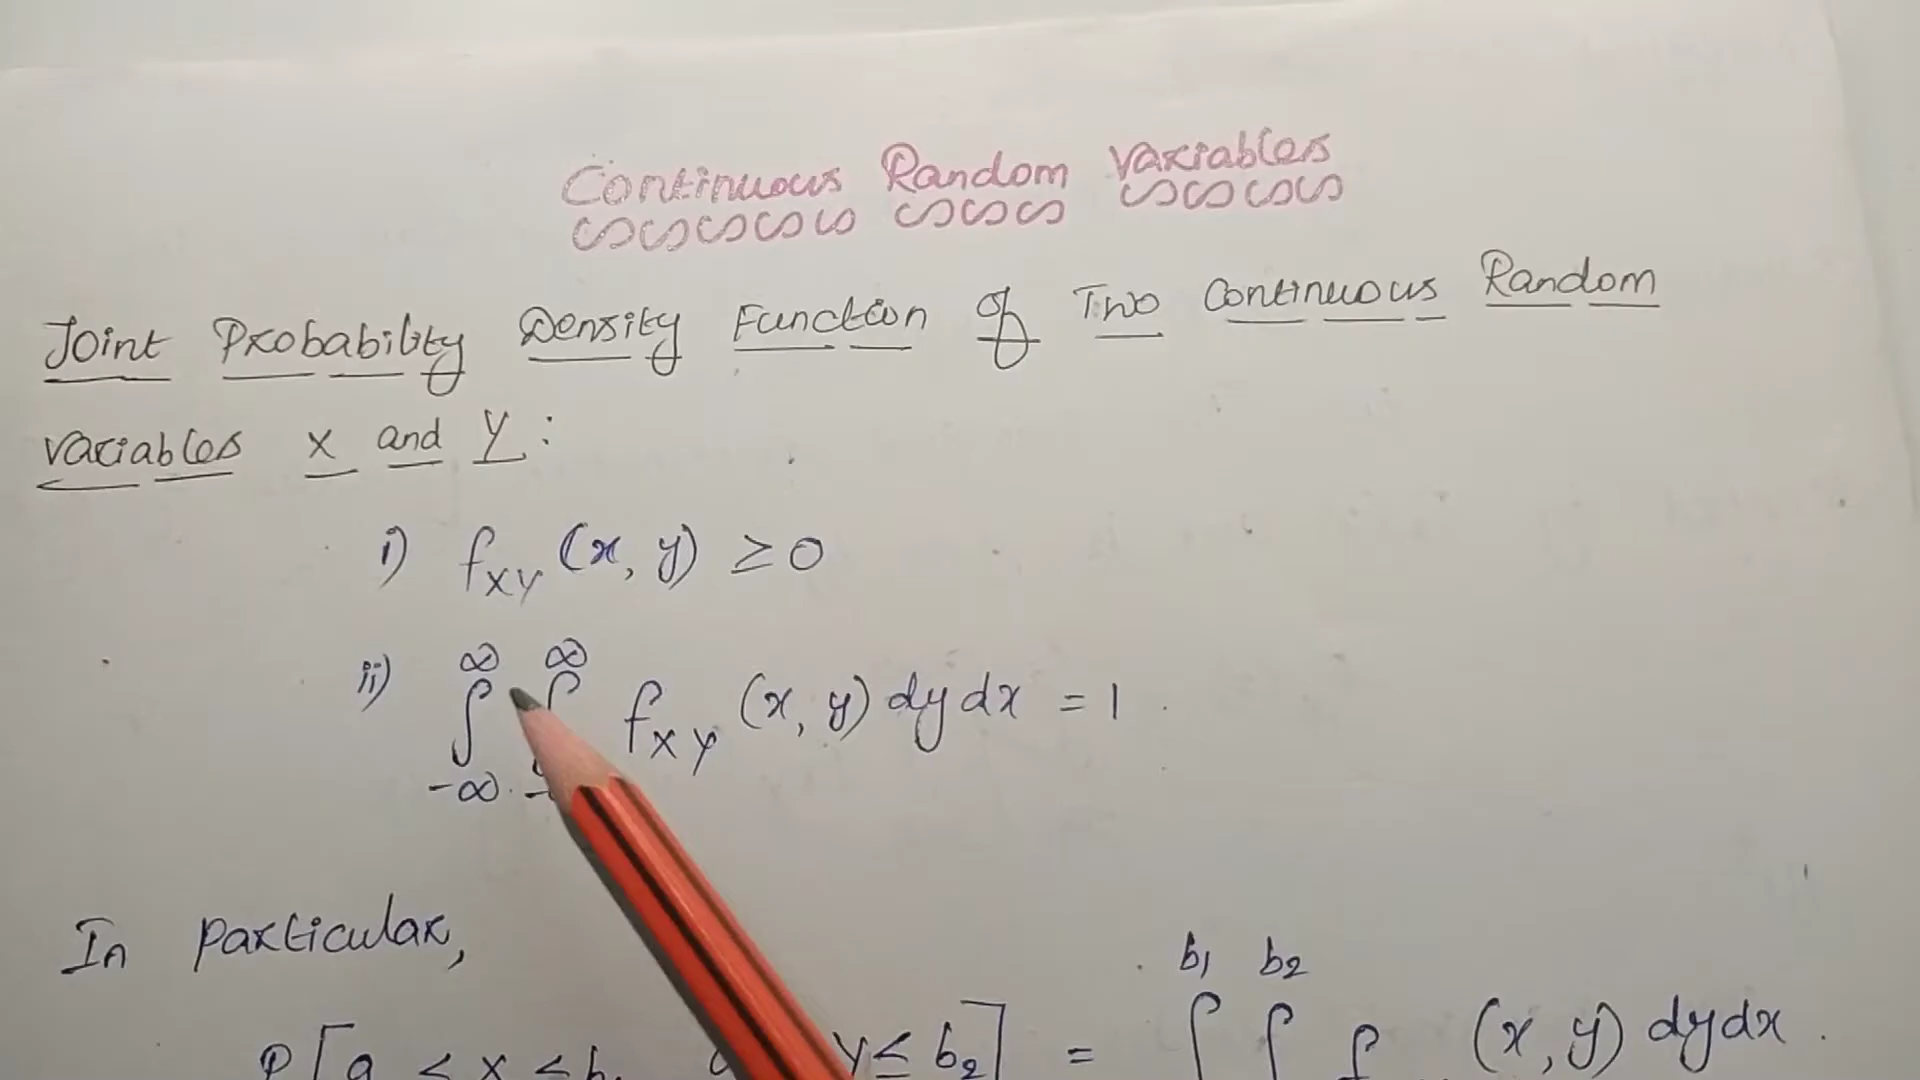 Continuous Random Variables
Joint Probability Density Function of Two Continuous Random
Variables X and Y :
i) f_XY (x, y) ≥ 0
ii) ∫_{-∞}^{∞} ∫^{∞} f_XY (x, y) dy dx = 1
In particular,
P[a < X < b Y ≤ b₂] = ∫^{b₁} ∫^{b₂} f (x, y) dy dx .